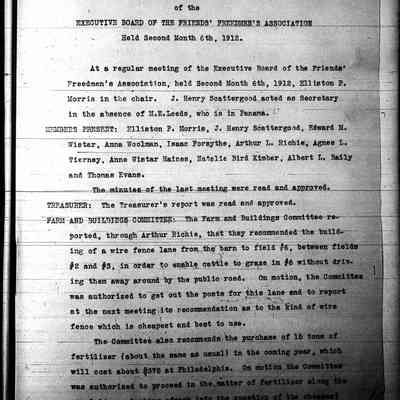 of the
EXECUTIVE BOARD OF THE FRIENDS' FREEDMEN'S ASSOCIATION
Held Second Month 6th, 1912.
At a regular meeting of the Executive Board of the Friends'
Freedmen's Association, held Second Month 6th, 1912, Elliston P.
Morris in the chair. J. Henry Scattergood acted as Secretary
in the absence of M.E.Leeds, who is in Panama.
MEMBERS PRESENT: Elliston P. Morris, J. Henry Scattergood, Edward M.
Wistar, Anna Woolman, Isaac Forsythe, Arthur L. Richie, Agnes L.
Tierney, Anna Wistar Haines, Natalie Bird Kimber, Albert L. Baily
and Thomas Evans.
The minutes of the last meeting were read and approved.
TREASURER: The Treasurer's report was read and approved.
FARM AND BUILDINGS COMMITTEE: The Farm and Buildings Committee re-
ported, through Arthur Richie, that they recommended the build-
ing of a wire fence lane from the barn to field #6, between fields
#2 and #3, in order to enable cattle to graze in #6 without driv-
ing them away around by the public road. On motion, the Committee
was authorized to get out the posts for this lane and to report
at the next meeting its recommendation as to the kind of wire
fence which is cheapest and best to use.
The Committee also recommends the purchase of 15 tons of
fertilizer (about the same as usual) in the coming year, which
will cost about at Philadelphia. On motion the Committee
was authorized to proceed in the matter of fertilizer along the